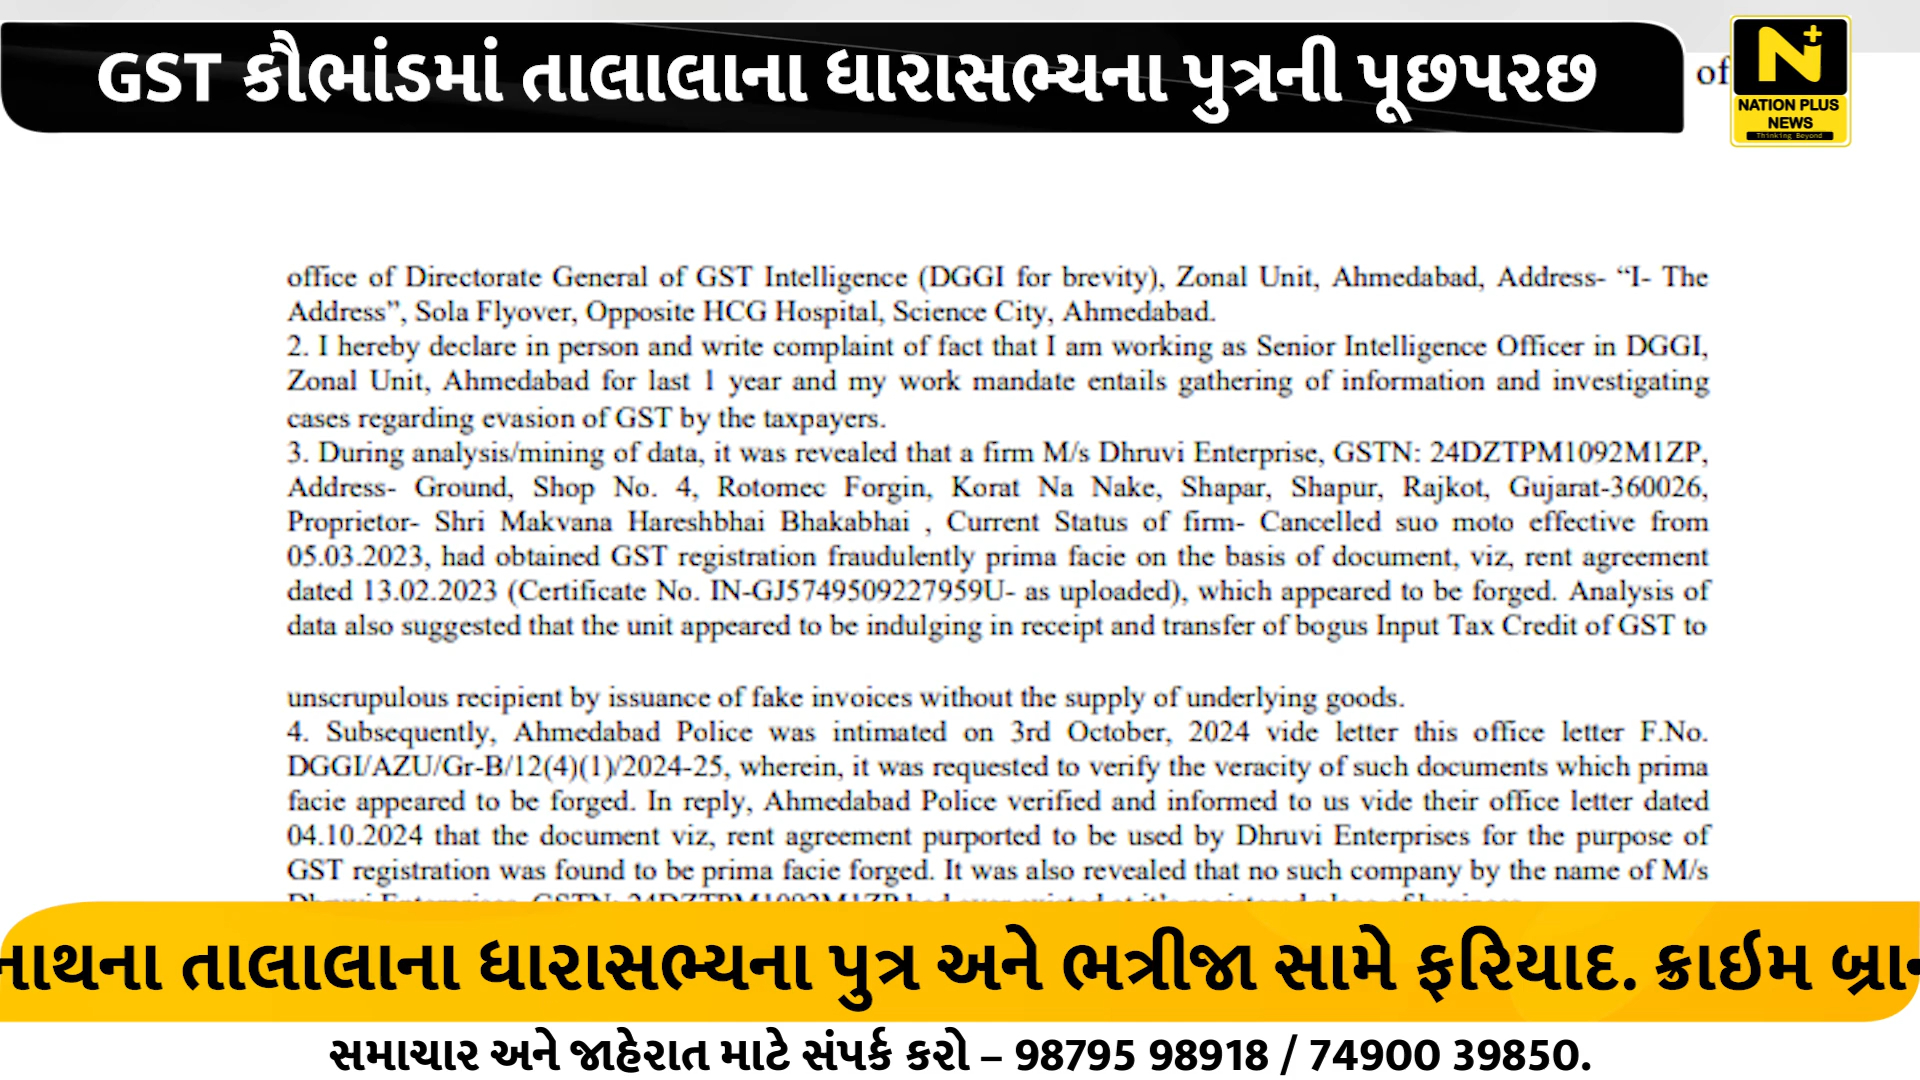 GST કૌભાંડમાં તાલાલાના ધારાસભ્યના પુત્રની પૂછપરછ
of
N+
NATION PLUS
NEWS
Thinking Beyond
office of Directorate General of GST Intelligence (DGGI for brevity), Zonal Unit, Ahmedabad, Address- “I- The
Address”, Sola Flyover, Opposite HCG Hospital, Science City, Ahmedabad.
2. I hereby declare in person and write complaint of fact that I am working as Senior Intelligence Officer in DGGI,
Zonal Unit, Ahmedabad for last 1 year and my work mandate entails gathering of information and investigating
cases regarding evasion of GST by the taxpayers.
3. During analysis/mining of data, it was revealed that a firm M/s Dhruvi Enterprise, GSTN: 24DZTPM1092M1ZP,
Address- Ground, Shop No. 4, Rotomec Forgin, Korat Na Nake, Shapar, Shapur, Rajkot, Gujarat-360026,
Proprietor- Shri Makvana Hareshbhai Bhakabhai , Current Status of firm- Cancelled suo moto effective from
05.03.2023, had obtained GST registration fraudulently prima facie on the basis of document, viz, rent agreement
dated 13.02.2023 (Certificate No. IN-GJ5749509227959U- as uploaded), which appeared to be forged. Analysis of
data also suggested that the unit appeared to be indulging in receipt and transfer of bogus Input Tax Credit of GST to
unscrupulous recipient by issuance of fake invoices without the supply of underlying goods.
4. Subsequently, Ahmedabad Police was intimated on 3rd October, 2024 vide letter this office letter F.No.
DGGI/AZU/Gr-B/12(4)(1)/2024-25, wherein, it was requested to verify the veracity of such documents which prima
facie appeared to be forged. In reply, Ahmedabad Police verified and informed to us vide their office letter dated
04.10.2024 that the document viz, rent agreement purported to be used by Dhruvi Enterprises for the purpose of
GST registration was found to be prima facie forged. It was also revealed that no such company by the name of M/s
નાથના તાલાલાના ધારાસભ્યના પુત્ર અને ભત્રીજા સામે ફરિયાદ. ક્રાઇમ બ્રાન
સમાચાર અને જાહેરાત માટે સંપર્ક કરો – 98795 98918 / 74900 39850.